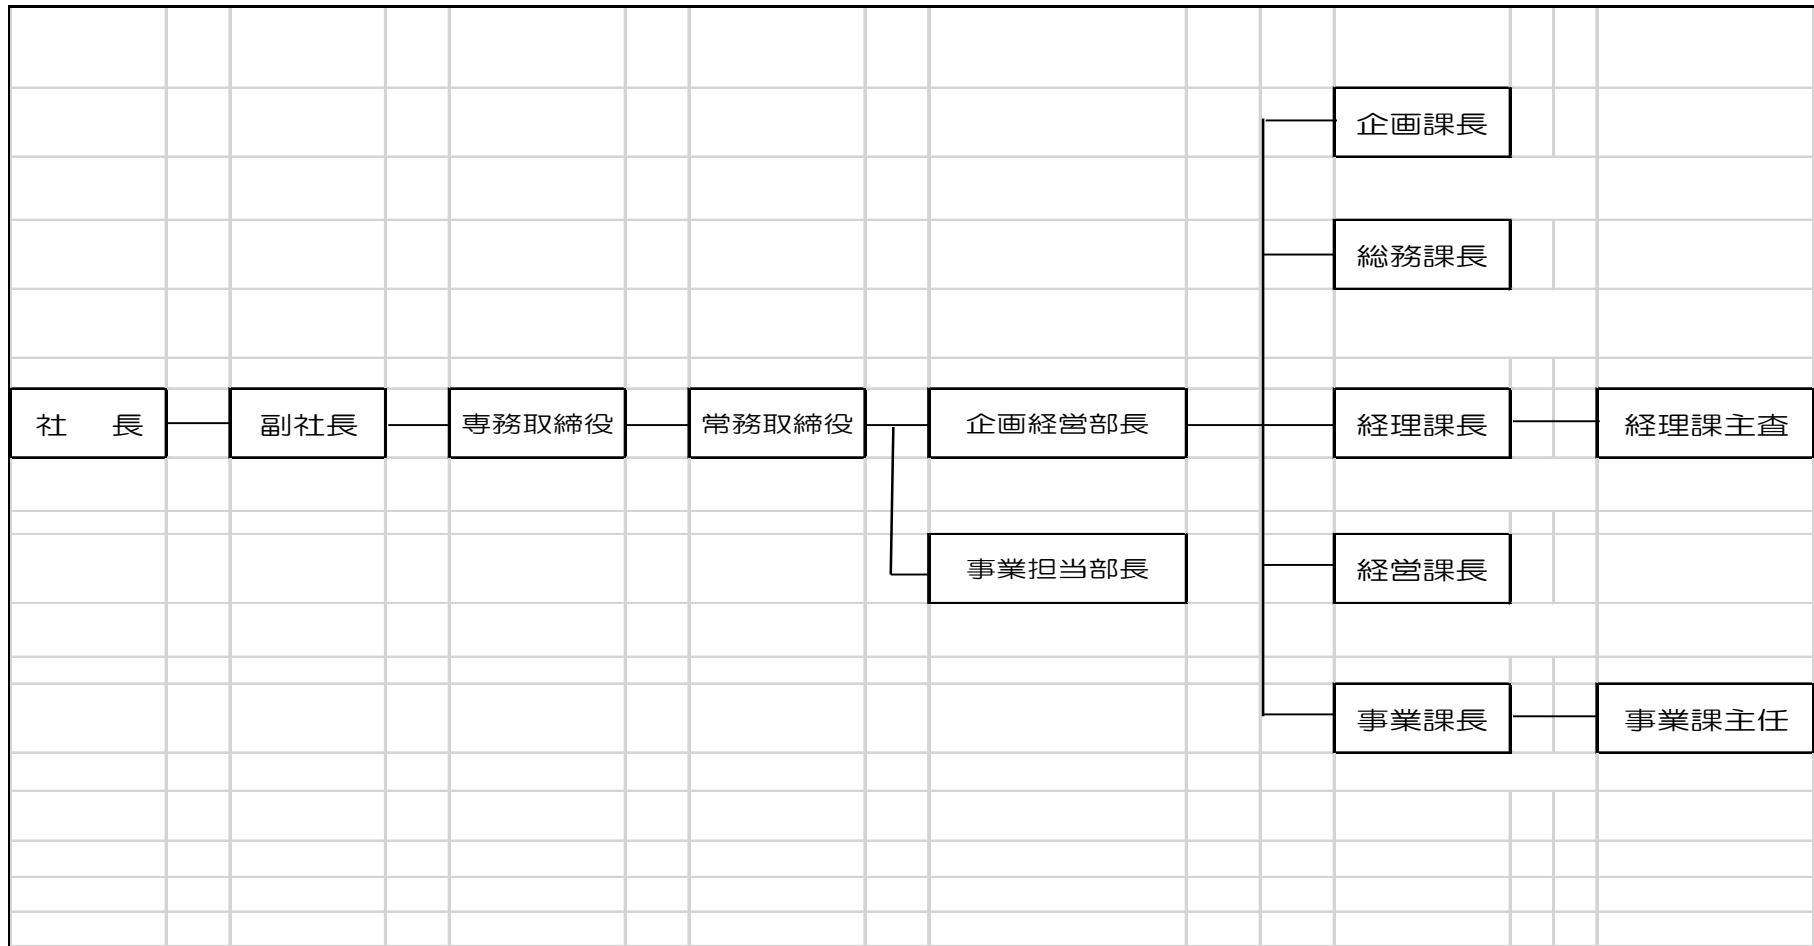 企画課長
総務課長
社　長
副社長
専務取締役
常務取締役
企画経営部長
経理課長
経理課主査
事業担当部長
経営課長
事業課長
事業課主任